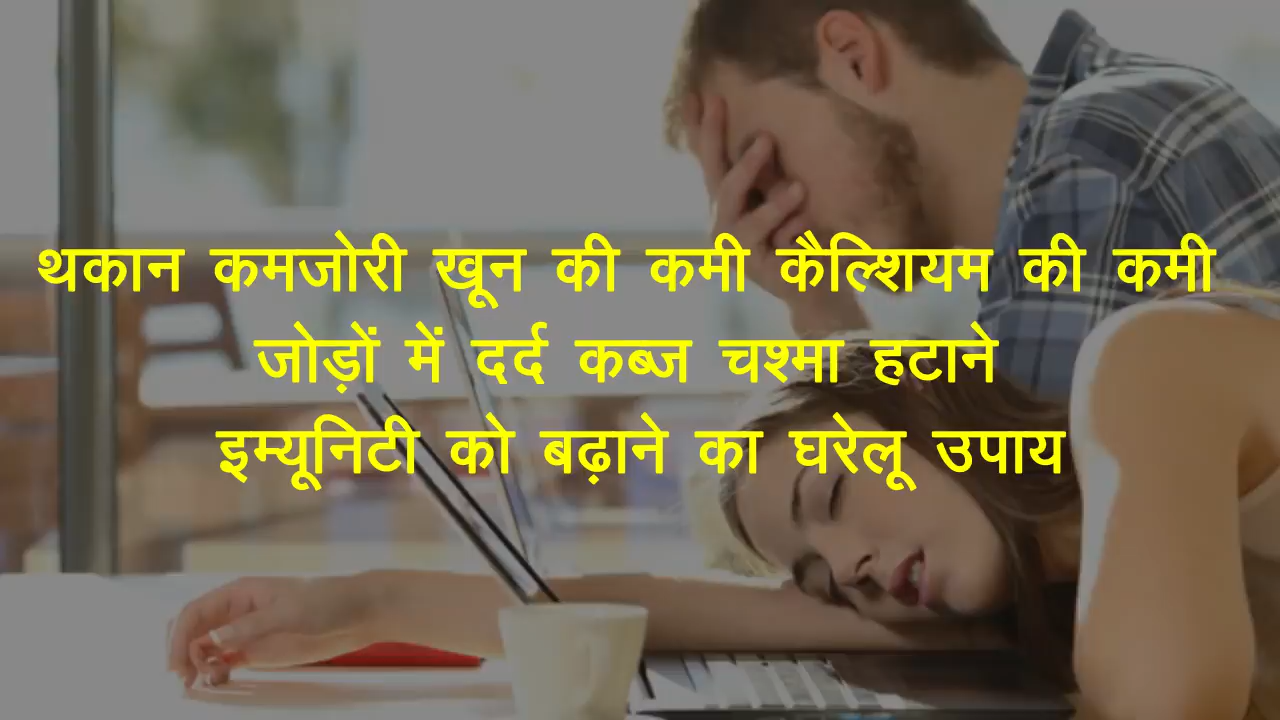 थकान कमजोरी खून की कमी कैल्शियम की कमी
जोड़ों में दर्द कब्ज चश्मा हटाने
इम्यूनिटी को बढ़ाने का घरेलू उपाय